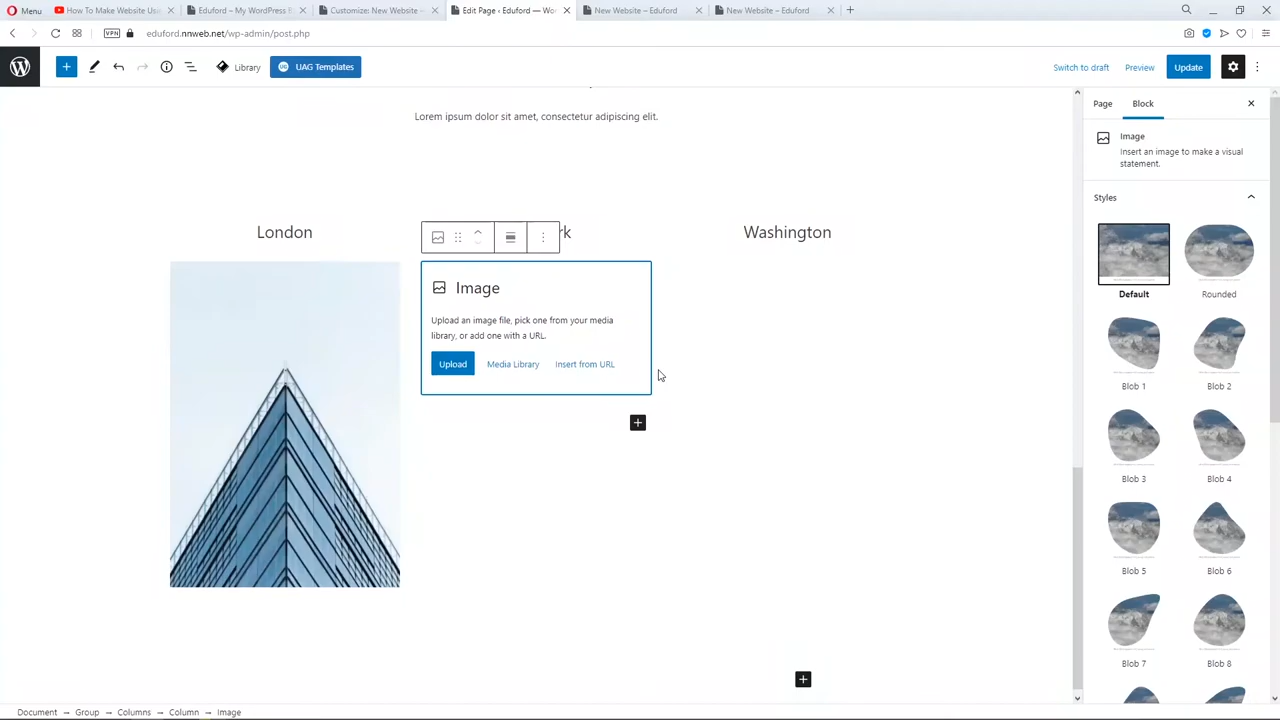 Menu
How To Make Website Usi
Eduford – My WordPress B
Customize: New Website –
Edit Page ‹ Eduford — Wo
New Website – Eduford
New Website – Eduford
VPN
eduford.nnweb.net/wp-admin/post.php
Library
UG
UAG Templates
Switch to draft
Preview
Update
Page
Block
Lorem ipsum dolor sit amet, consectetur adipiscing elit.
Image
Insert an image to make a visual
statement.
Styles
London
rk
Washington
Image
Upload an image file, pick one from your media
library, or add one with a URL.
Upload
Media Library
Insert from URL
Default
Rounded
Blob 1
Blob 2
Blob 3
Blob 4
Blob 5
Blob 6
Blob 7
Blob 8
Document → Group → Columns → Column → Image